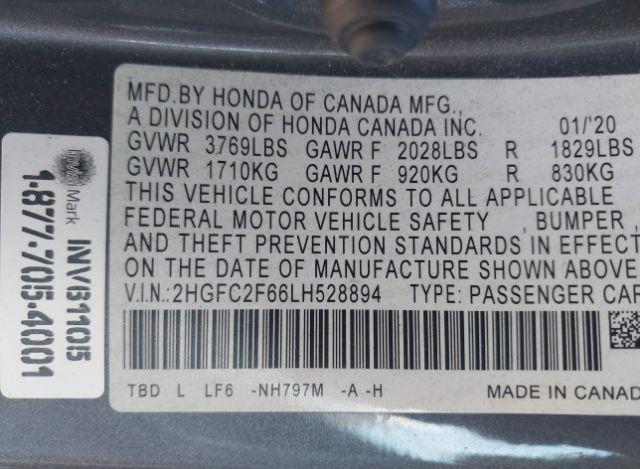 MFD.BY HONDA OF CANADA MFG.,
A DIVISION OF HONDA CANADA INC. 01/'20
GVWR 3769LBS GAWR F 2028LBS R 1829LBS
GVWR 1710KG GAWR F 920KG R 830KG
THIS VEHICLE CONFORMS TO ALL APPLICABLE
FEDERAL MOTOR VEHICLE SAFETY , BUMPER ,
AND THEFT PREVENTION STANDARDS IN EFFECT
ON THE DATE OF MANUFACTURE SHOWN ABOVE.
V.I.N.:2HGFC2F66LH528894 TYPE: PASSENGER CAR
TBD L LF6 -NH797M -A -H MADE IN CANADA
Mark
INV61105
1-877-705-4001